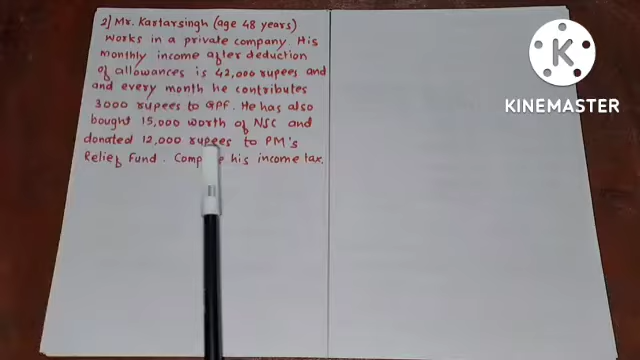 2] Mr. Kartarsingh (age 48 years)
works in a private company. His
monthly income after deduction
of allowances is 42,000 rupees and
and every month he contributes
3000 rupees to GPF. He has also
bought 15,000 worth of NSC and
donated 12,000 rupees to PM's
Relief Fund. his income tax.
K
KINEMASTER